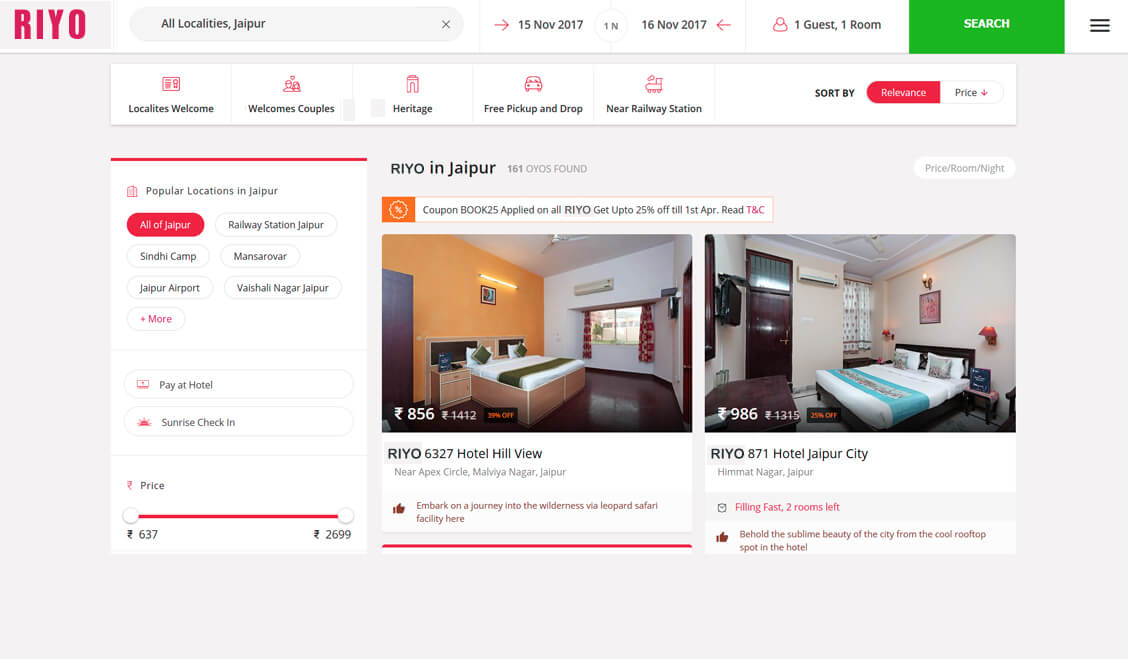 RIYO
All Localities, Jaipur
15 Nov 2017
1 N
16 Nov 2017
1 Guest, 1 Room
SEARCH
Localites Welcome
Welcomes Couples
Heritage
Free Pickup and Drop
Near Railway Station
SORT BY
Relevance
Price
Popular Locations in Jaipur
All of Jaipur
Railway Station Jaipur
Sindhi Camp
Mansarovar
Jaipur Airport
Vaishali Nagar Jaipur
+ More
Pay at Hotel
Sunrise Check In
₹ Price
₹ 637
₹ 2699
RIYO in Jaipur 161 OYOS FOUND
Price/Room/Night
Coupon BOOK25 Applied on all RIYO Get Upto 25% off till 1st Apr. Read T&C
₹ 856 ₹ 1412 39% OFF
RIYO 6327 Hotel Hill View
Near Apex Circle, Malviya Nagar, Jaipur
Embark on a journey into the wilderness via leopard safari
facility here
₹ 986 ₹ 1315 25% OFF
RIYO 871 Hotel Jaipur City
Himmat Nagar, Jaipur
Filling Fast, 2 rooms left
Behold the sublime beauty of the city from the cool rooftop
spot in the hotel